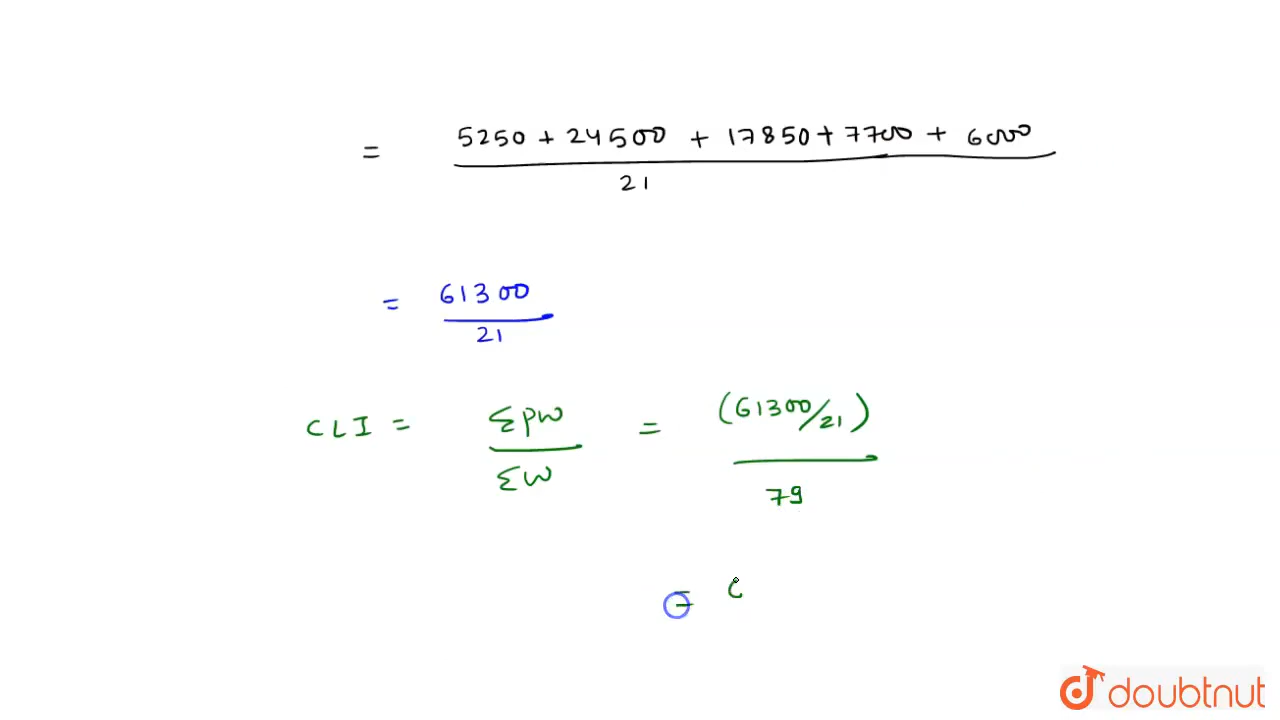 = 5250 + 24500 + 17850 + 7700 + 6000
21
= 61300
21
CLI = Σpw = (61300/21)
Σw 79
=
doubtnut